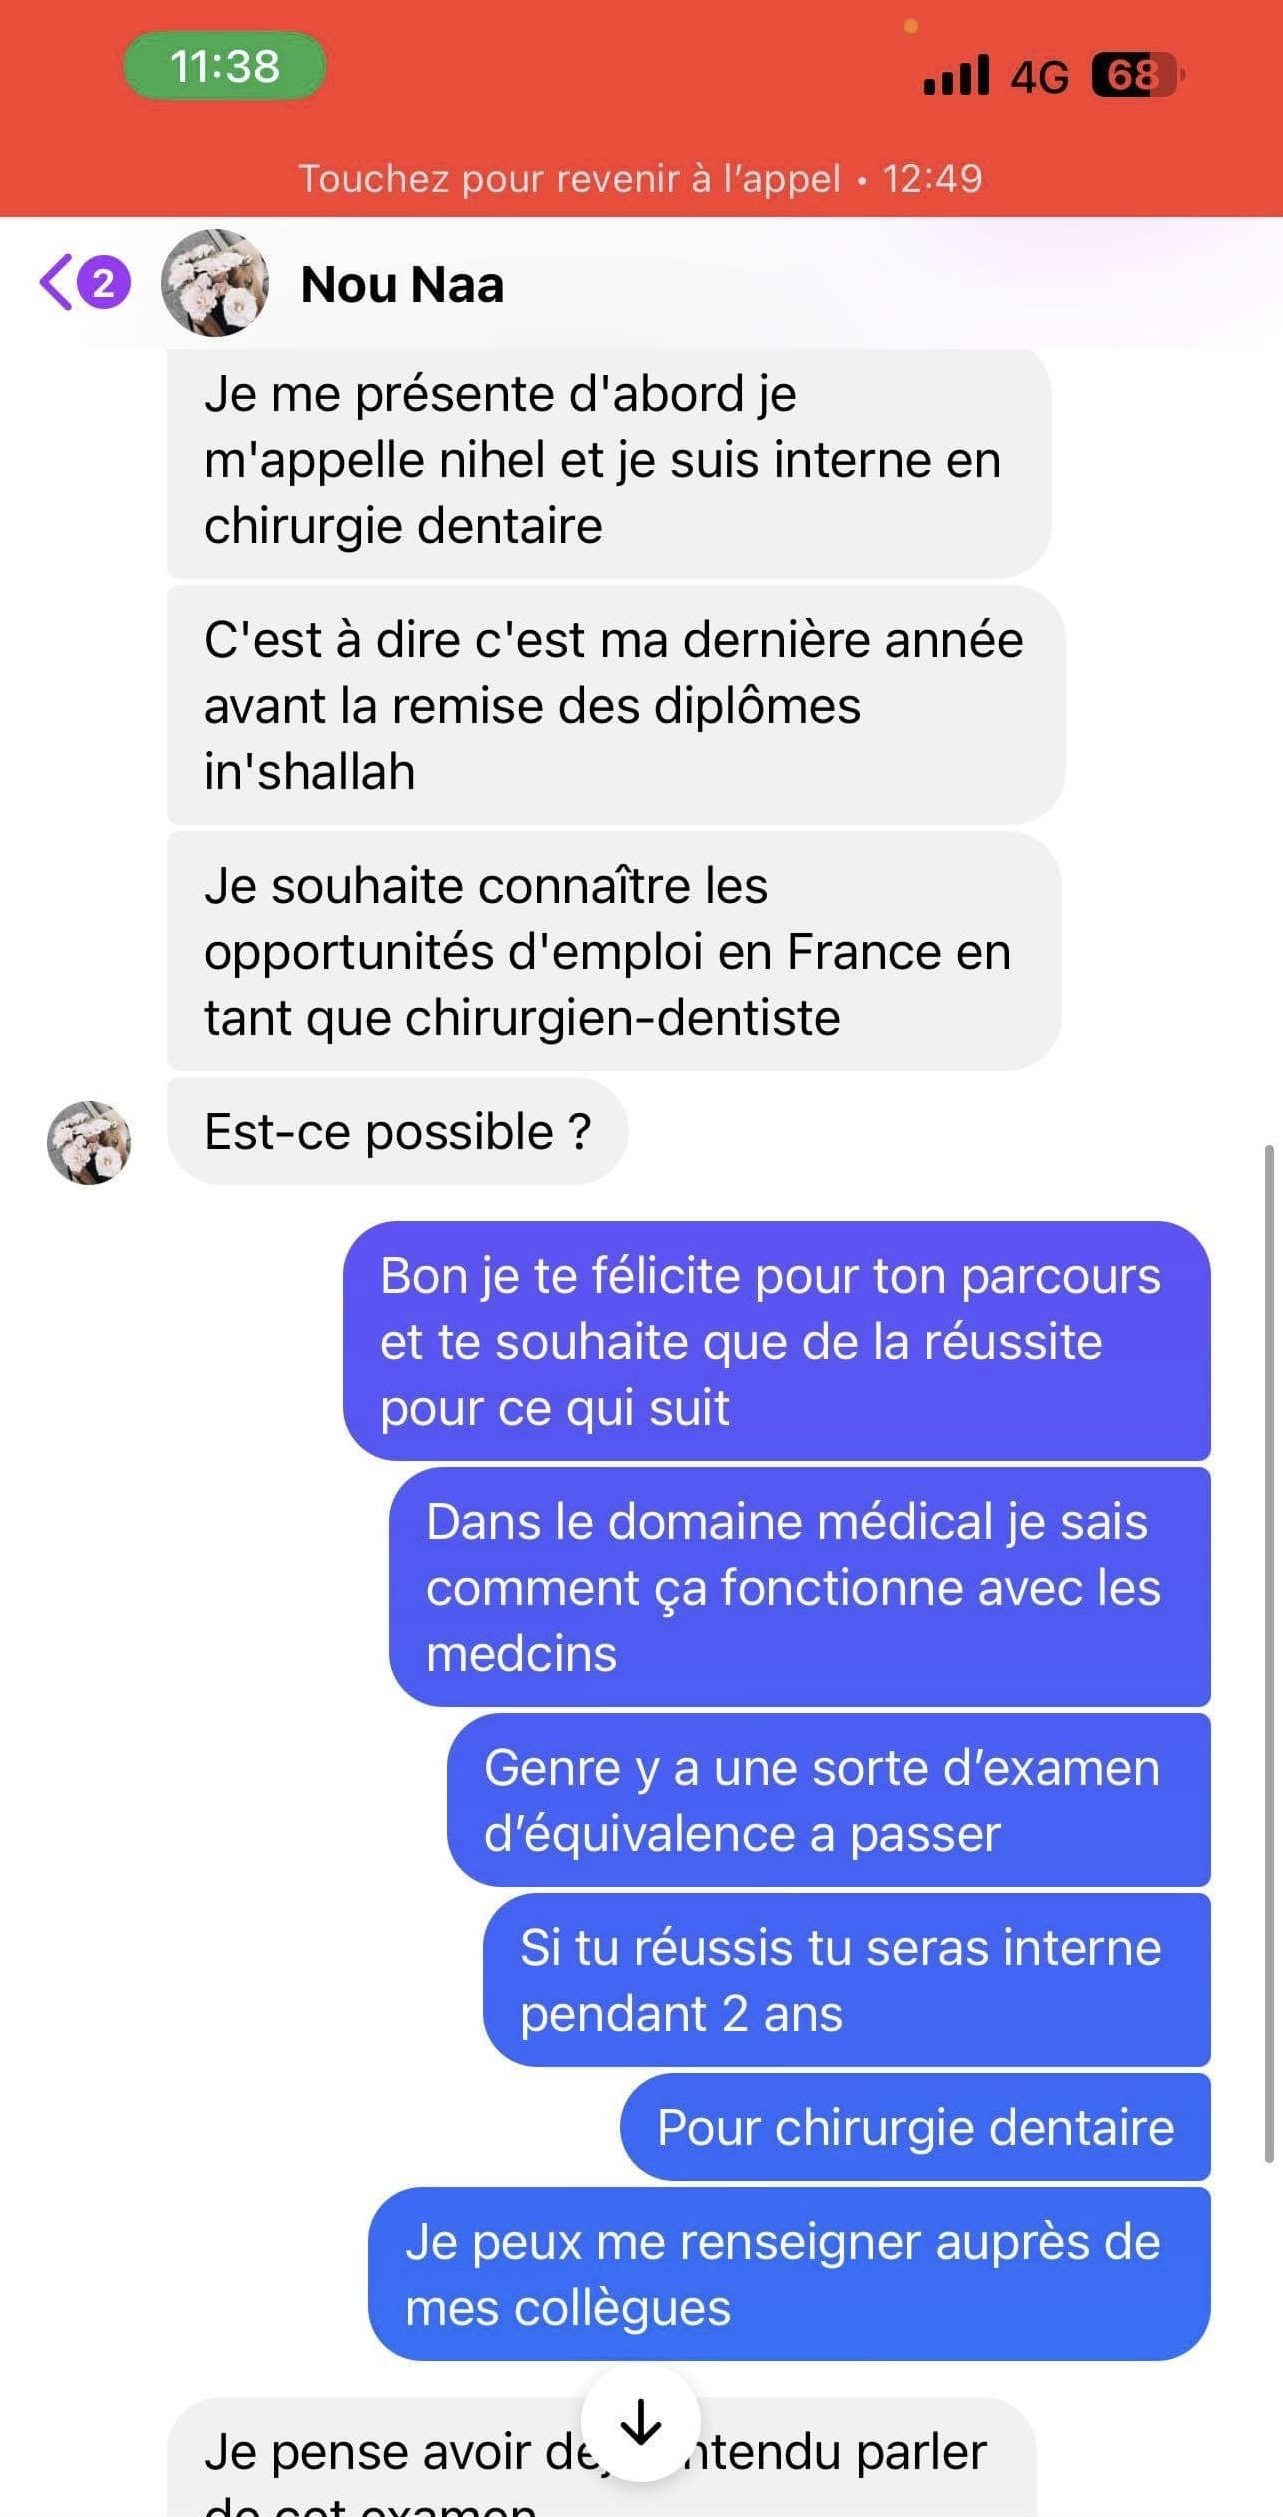 11:38
4G 68
Touchez pour revenir à l’appel • 12:49
2
Nou Naa
Je me présente d'abord je
m'appelle nihel et je suis interne en
chirurgie dentaire
C'est à dire c'est ma dernière année
avant la remise des diplômes
in'shallah
Je souhaite connaître les
opportunités d'emploi en France en
tant que chirurgien-dentiste
Est-ce possible ?
Bon je te félicite pour ton parcours
et te souhaite que de la réussite
pour ce qui suit
Dans le domaine médical je sais
comment ça fonctionne avec les
medcins
Genre y a une sorte d’examen
d’équivalence a passer
Si tu réussis tu seras interne
pendant 2 ans
Pour chirurgie dentaire
Je peux me renseigner auprès de
mes collègues
Je pense avoir parler
de cet examen